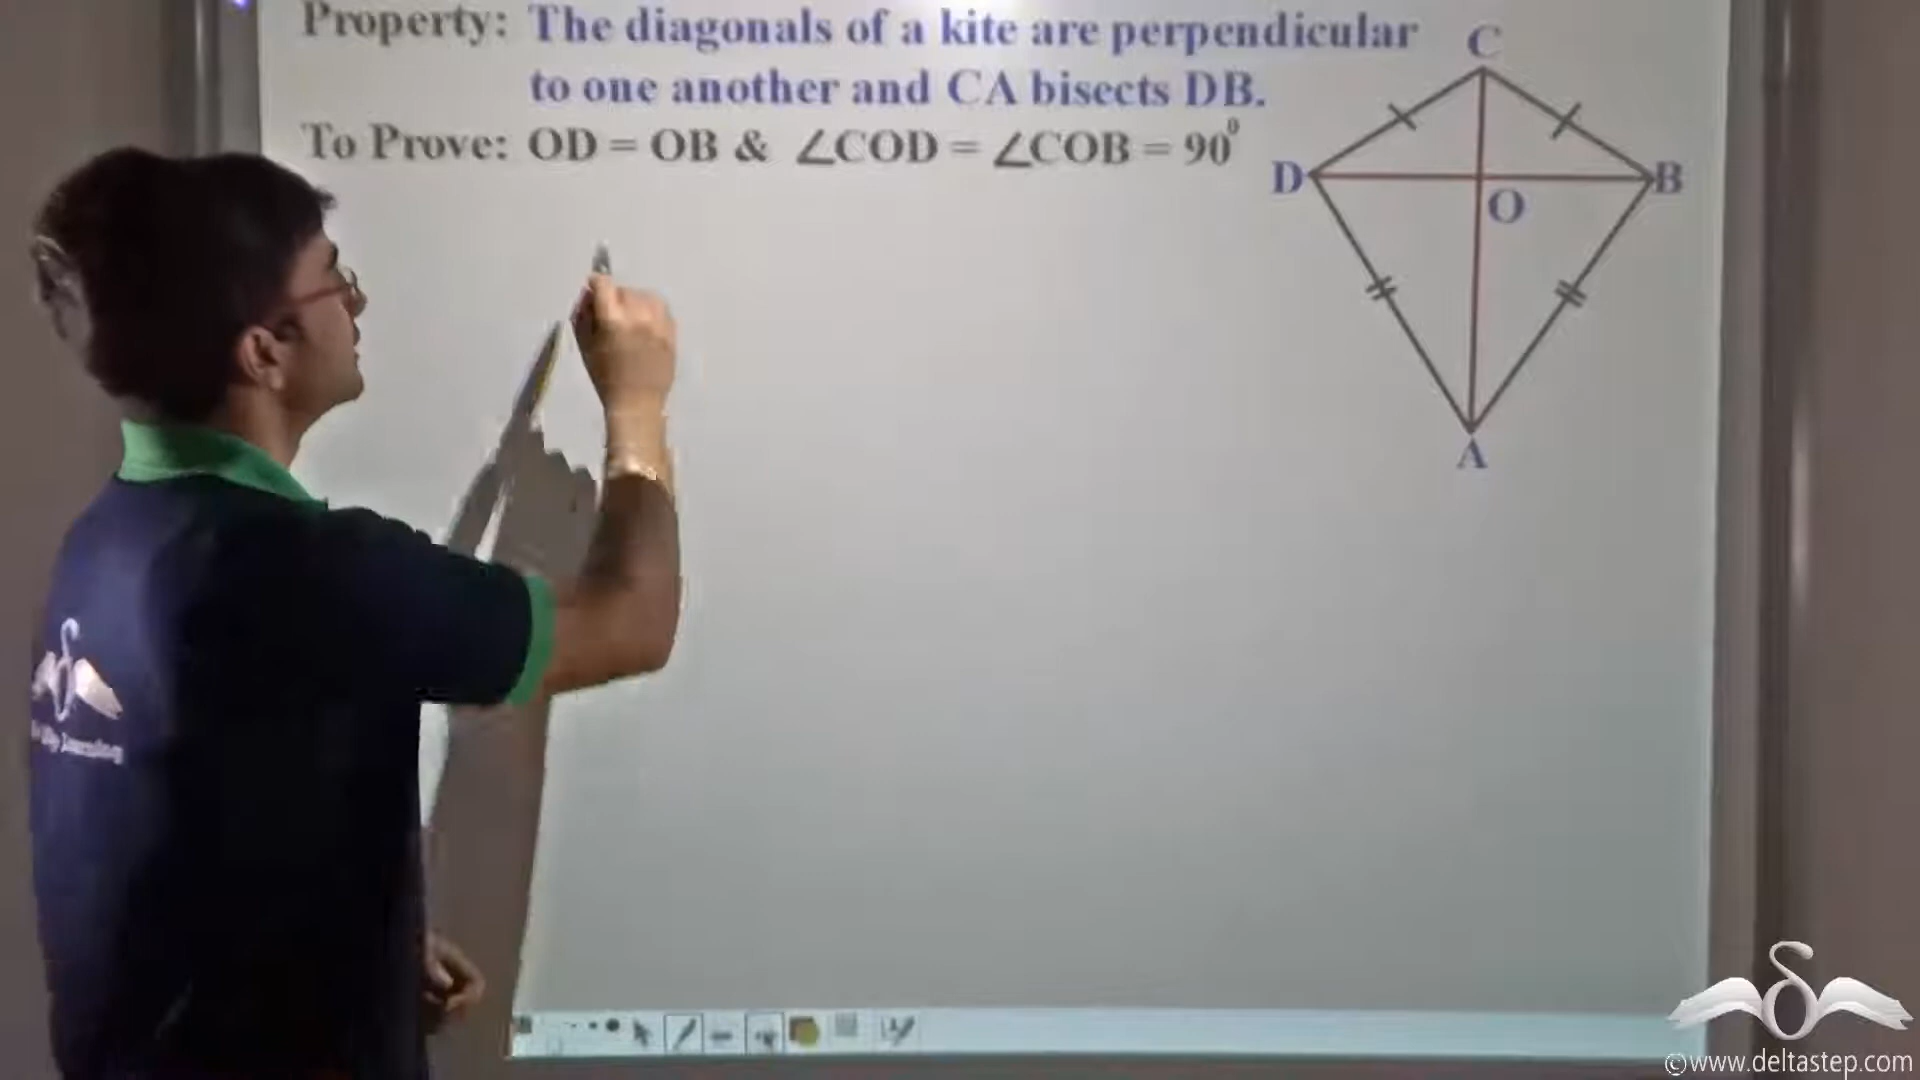 Property: The diagonals of a kite are perpendicular
to one another and CA bisects DB.
To Prove: OD = OB & ∠COD = ∠COB = 90⁰
C
D
B
O
A
Learning
©www.deltastep.com